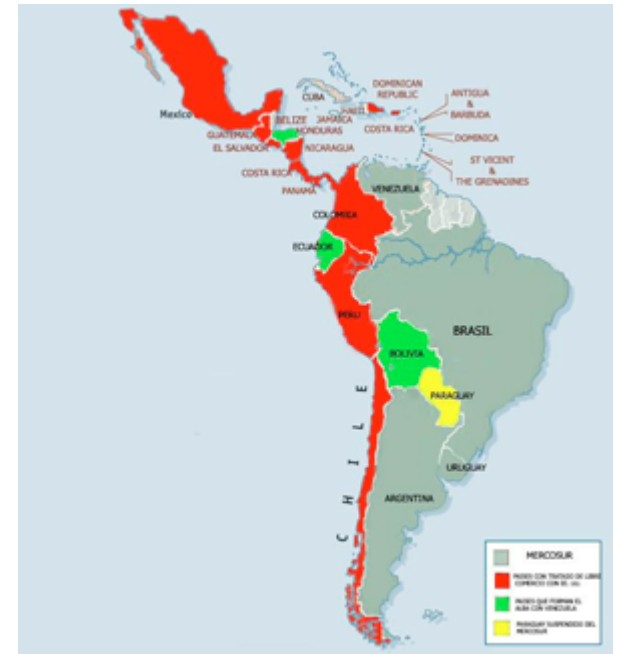 CUBA
DOMINICAN
REPUBLIC
HAITI
ANTIGUA
&
BARBUDA
Mexico
BELIZE
JAMAICA
GUATEMALA
HONDURAS
COSTA RICA
DOMINICA
EL SALVADOR
NICARAGUA
ST VICENT
&
THE GRENADINES
COSTA RICA
PANAMA
VENEZUELA
COLOMBIA
ECUADOR
PERU
BRASIL
BOLIVIA
PARAGUAY
CHILE
URUGUAY
ARGENTINA
MERCOSUR
PAISES CON TRATADO DE LIBRE
COMERCIO CON EE. UU.
PAISES QUE FORMAN EL
ALBA CON VENEZUELA
PARAGUAY SUSPENDIDO DEL
MERCOSUR